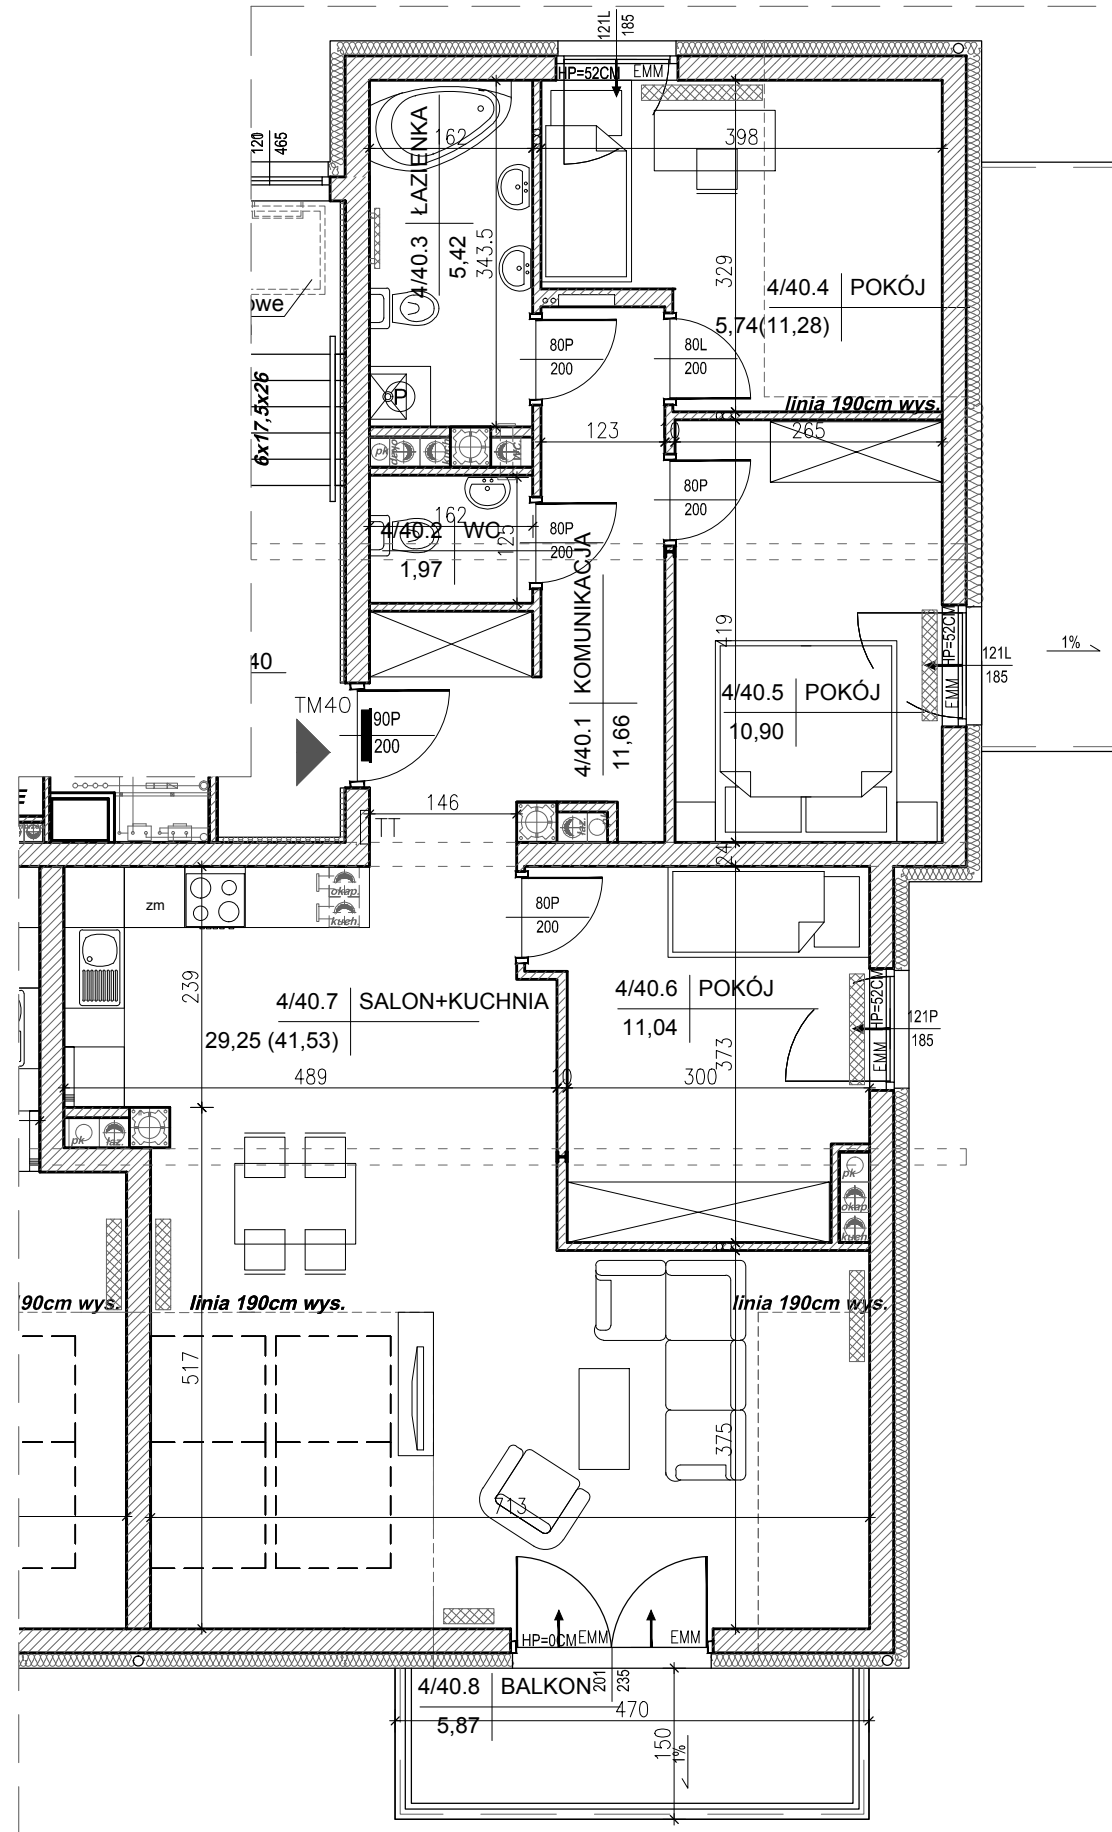 121L
185
HP=52CM
EMM
120
465
162
398
4/40.3 ŁAZIENKA
5,42
343.5
329
4/40.4 POKÓJ
5,74(11,28)
owe
80P
200
80L
200
P
6x17,5x26
linia 190cm wys.
123
265
pk
80P
200
162
4/40.2 WC
1,97
125
80P
200
4/40.1 KOMUNIKACJA
11,66
419
HP=52CM
EMM
121L
185
1%
40
4/40.5 POKÓJ
10,90
TM40
90P
200
146
TT
łaz.
24
zm
okap.
kuch.
80P
200
239
4/40.7 SALON+KUCHNIA
29,25 (41,53)
4/40.6 POKÓJ
11,04
373
HP=52CM
EMM
121P
185
489
10
300
pk
łaz.
pk
okap.
kuch.
90cm wys.
linia 190cm wys.
linia 190cm wys.
517
375
713
HP=0CM
EMM
EMM
201
235
4/40.8 BALKON
5,87
470
150
1%